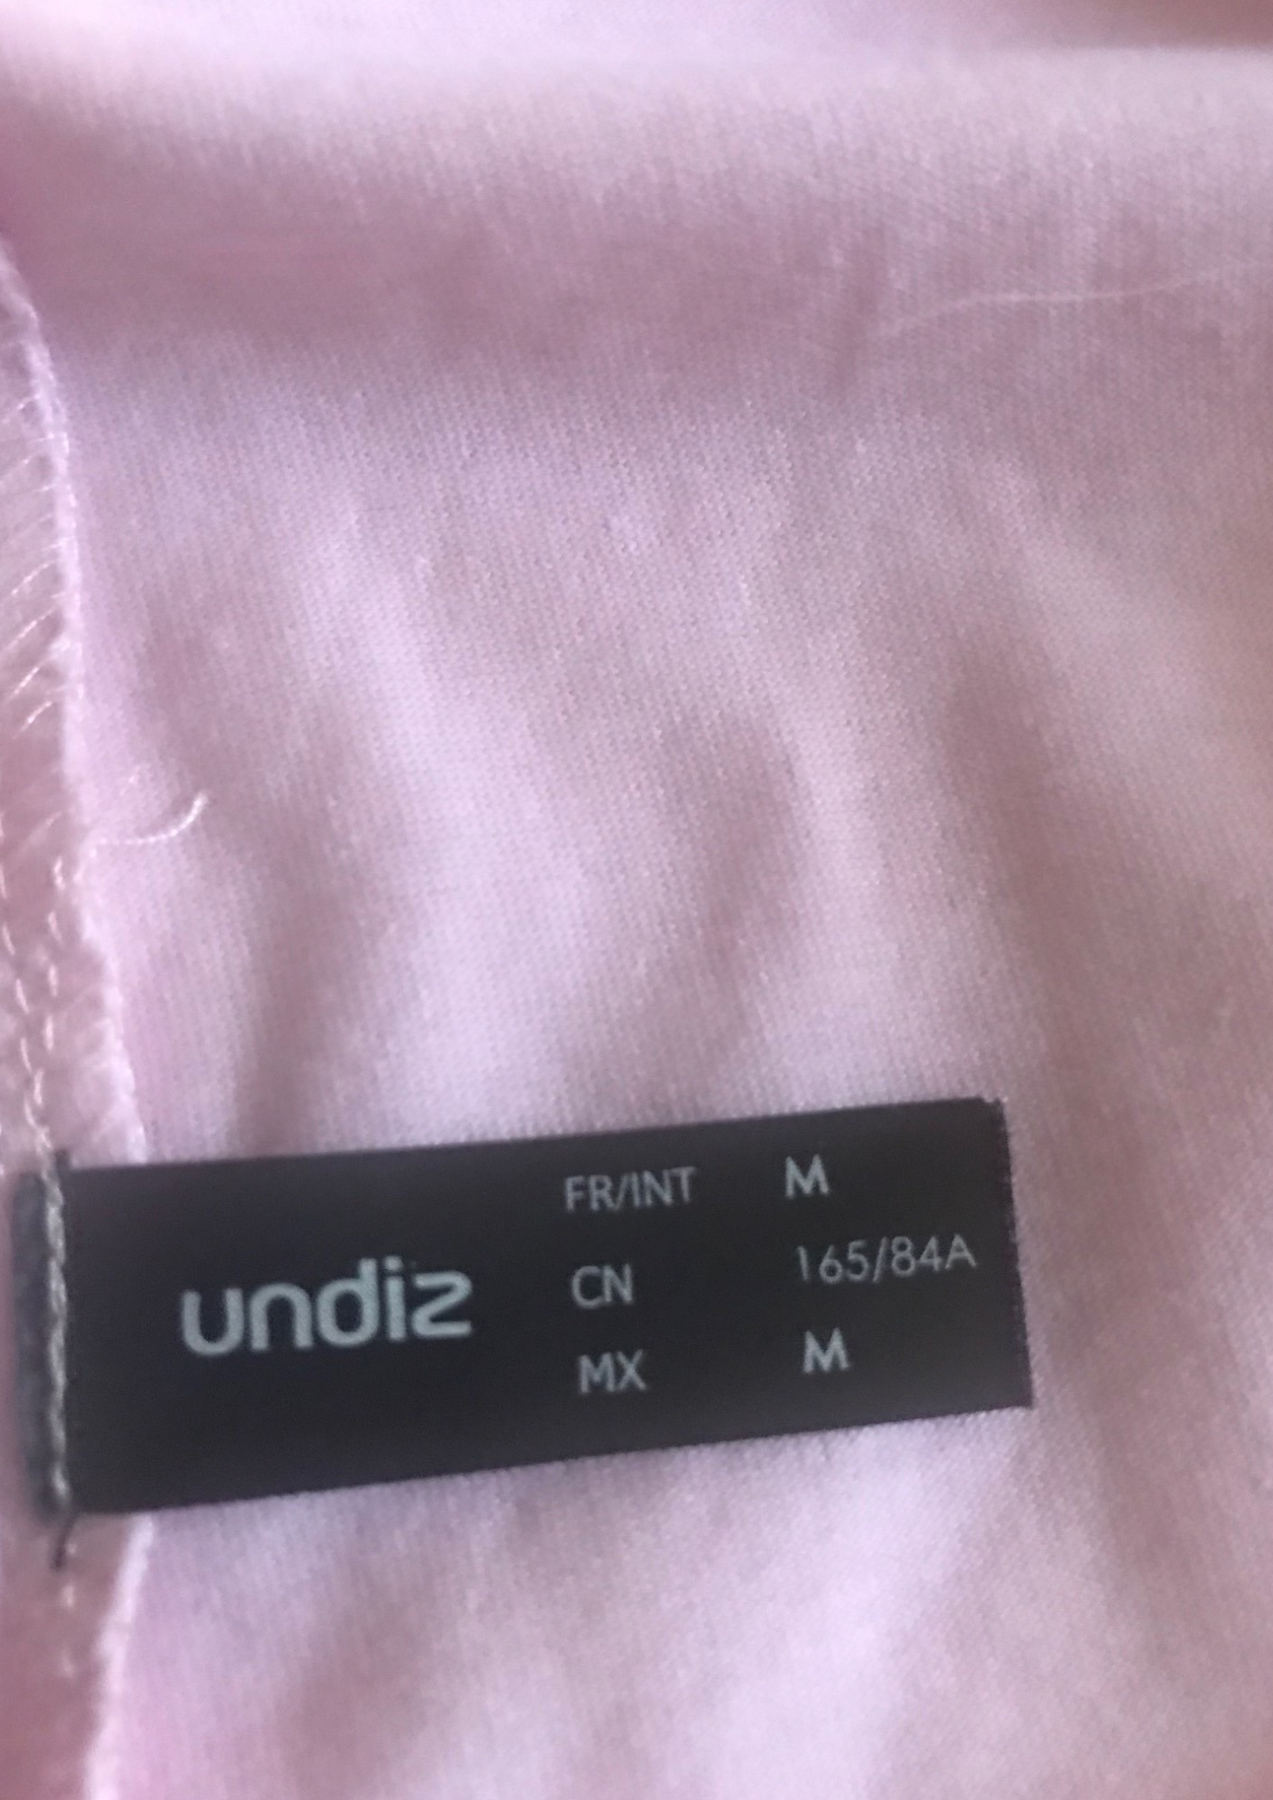 undiz
FR/INT M
CN 165/84A
MX M